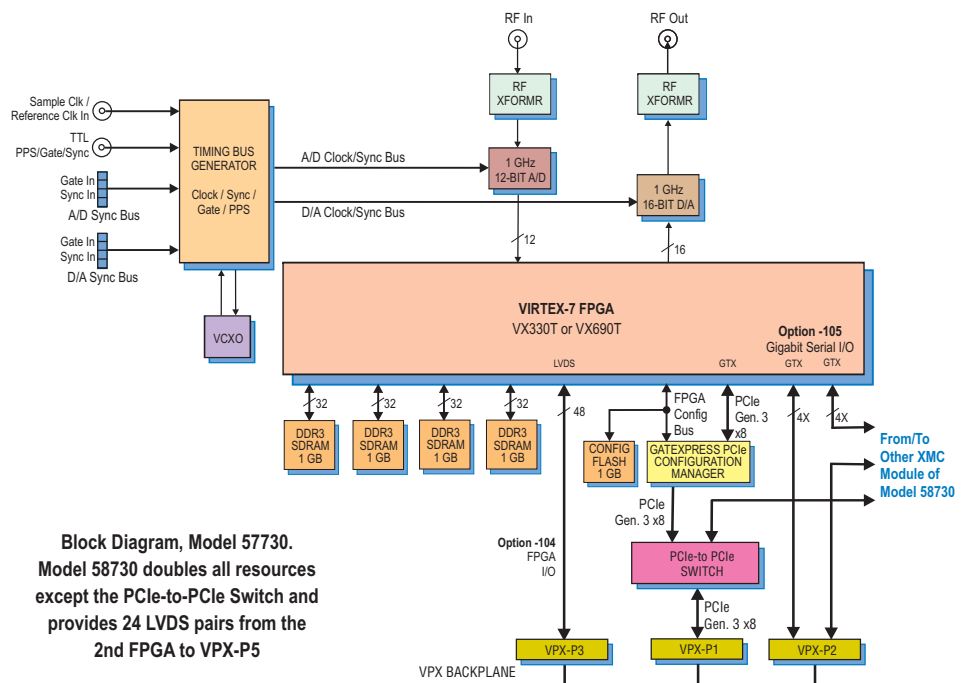 RF In
RF Out
RF
XFORMR
RF
XFORMR
Sample Clk /
Reference Clk In
TTL
PPS/Gate/Sync
Gate In
Sync In
A/D Sync Bus
Gate In
Sync In
D/A Sync Bus
TIMING BUS
GENERATOR
Clock / Sync /
Gate / PPS
A/D Clock/Sync Bus
D/A Clock/Sync Bus
1 GHz
12-BIT A/D
1 GHz
16-BIT D/A
12
16
VCXO
VIRTEX-7 FPGA
VX330T or VX690T
Option -105
Gigabit Serial I/O
LVDS
GTX
GTX
GTX
32
32
32
32
48
FPGA
Config
Bus
PCIe
Gen. 3
x8
4X
4X
DDR3
SDRAM
1 GB
DDR3
SDRAM
1 GB
DDR3
SDRAM
1 GB
DDR3
SDRAM
1 GB
CONFIG
FLASH
1 GB
GATEXPRESS PCIe
CONFIGURATION
MANAGER
From/To
Other XMC
Module of
Model 58730
PCIe
Gen. 3 x8
Option -104
FPGA
I/O
PCIe-to PCIe
SWITCH
PCIe
Gen. 3 x8
Block Diagram, Model 57730.
Model 58730 doubles all resources
except the PCIe-to-PCIe Switch and
provides 24 LVDS pairs from the
2nd FPGA to VPX-P5
VPX-P3
VPX-P1
VPX-P2
VPX BACKPLANE